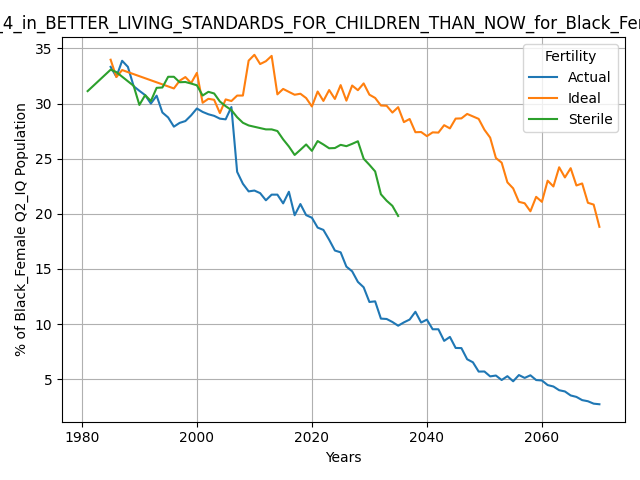 _4_in_BETTER_LIVING_STANDARDS_FOR_CHILDREN_THAN_NOW_for_Black_Fe
Fertility
Actual
Ideal
Sterile
% of Black_Female Q2_IQ Population
35
30
25
20
15
10
5
1980 2000 2020 2040 2060
Years